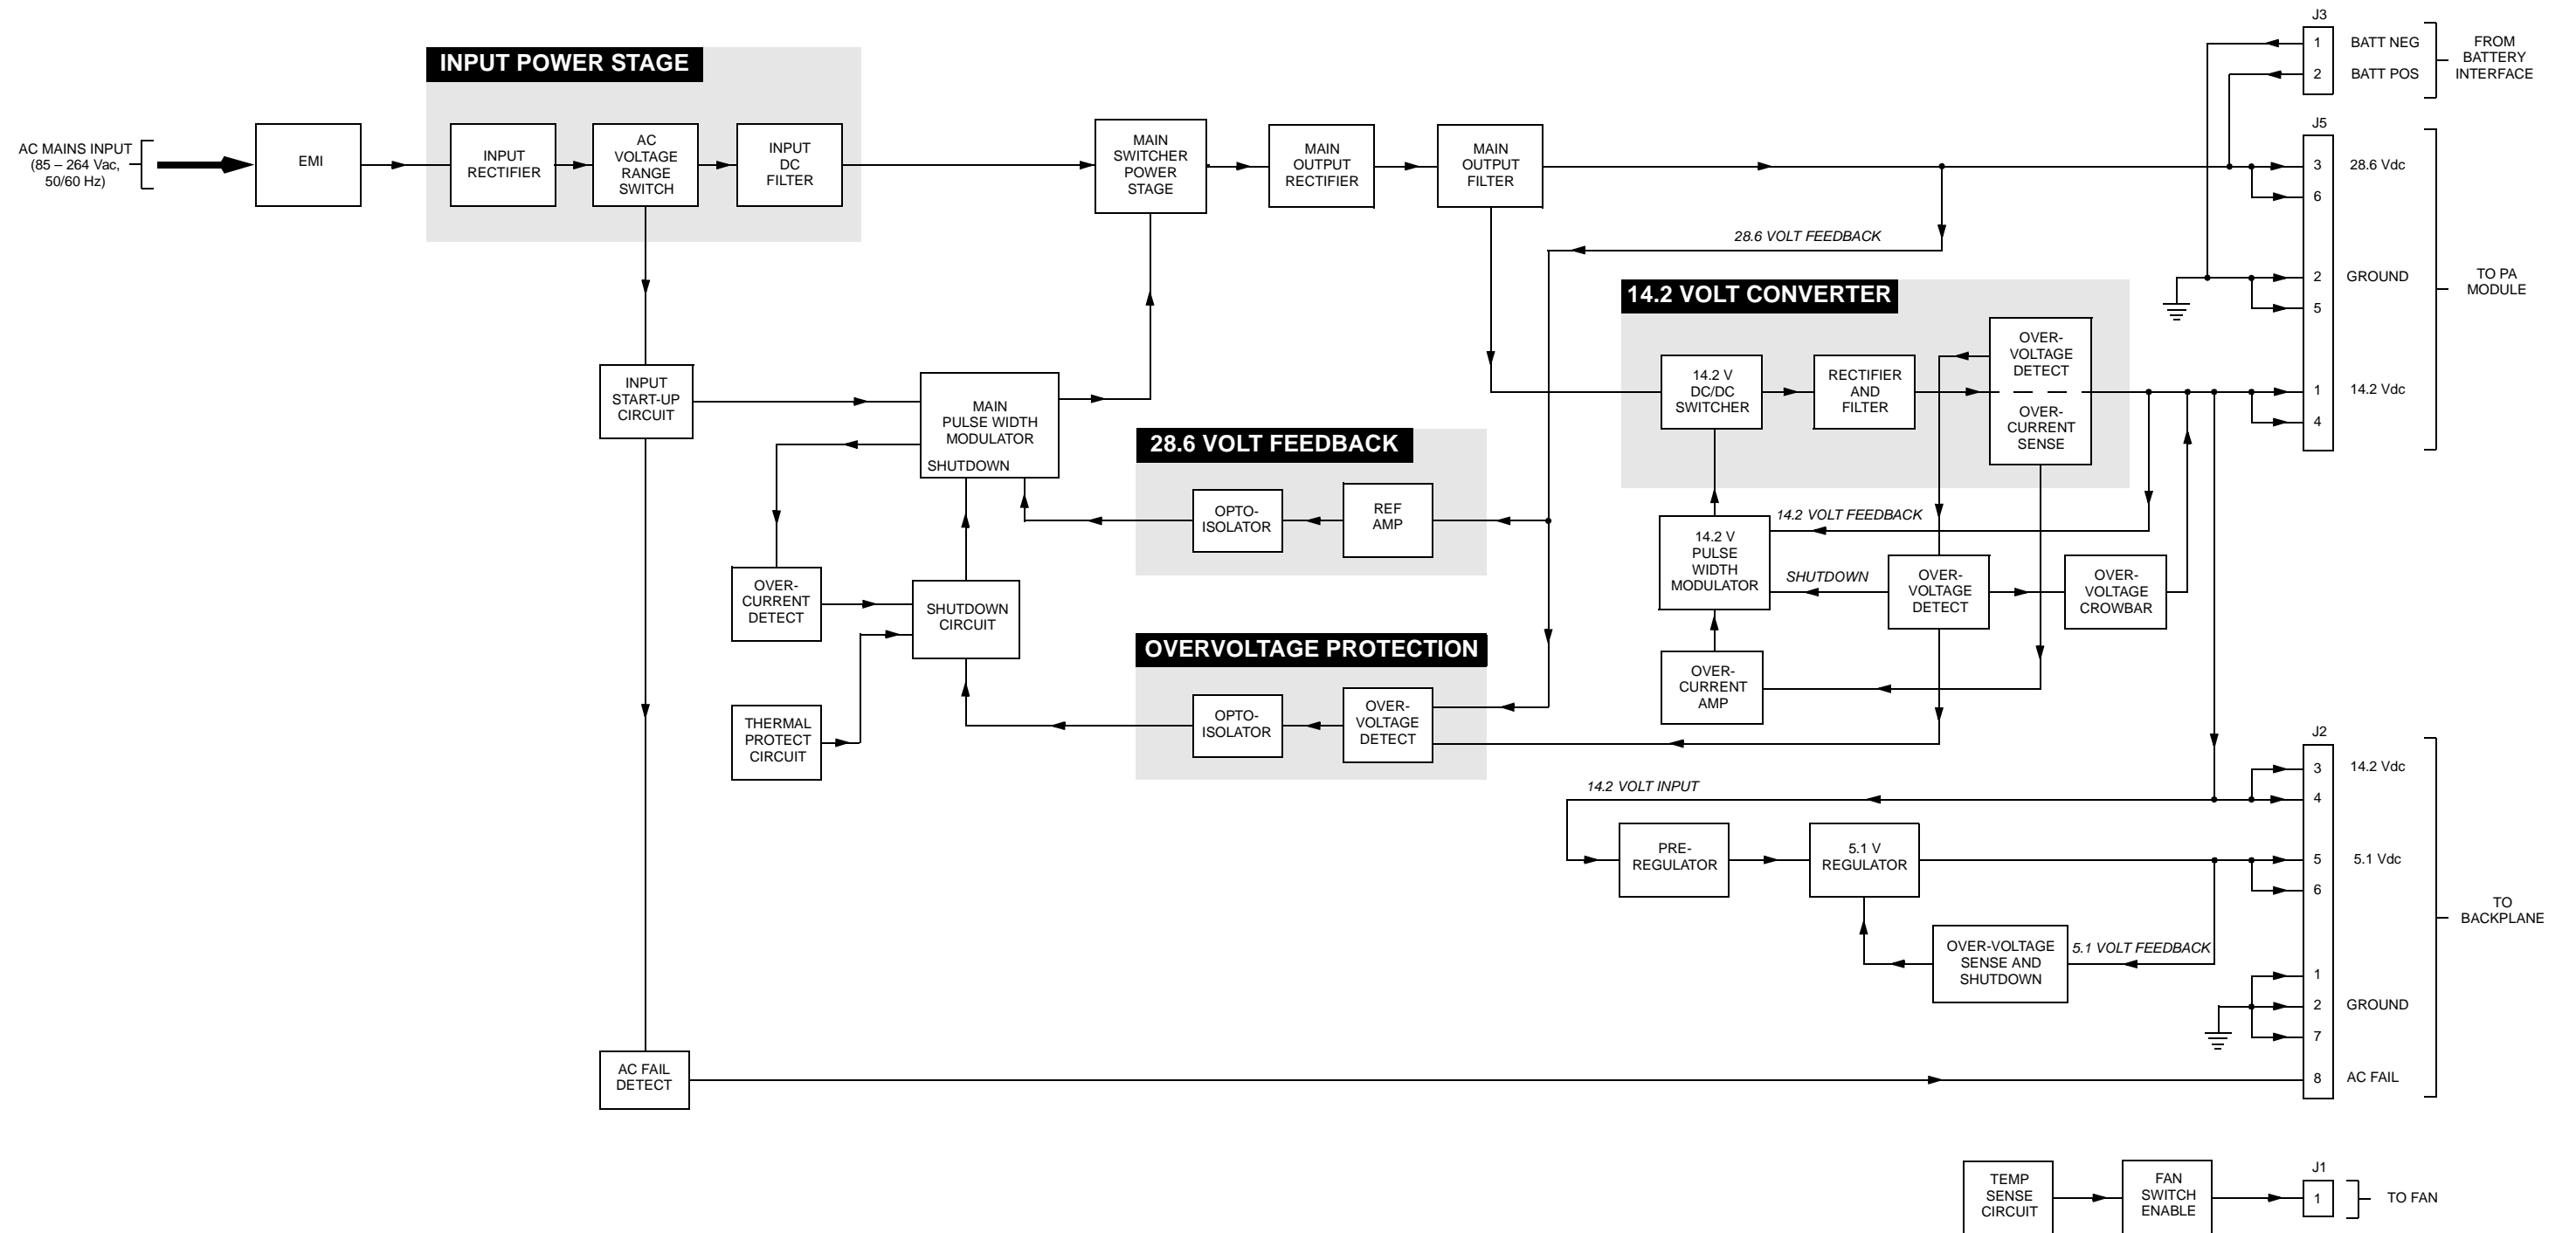 J3
1 BATT NEG
2 BATT POS
FROM
BATTERY
INTERFACE
INPUT POWER STAGE
AC MAINS INPUT
(85 – 264 Vac,
50/60 Hz)
EMI
INPUT
RECTIFIER
AC
VOLTAGE
RANGE
SWITCH
INPUT
DC
FILTER
MAIN
SWITCHER
POWER
STAGE
MAIN
OUTPUT
RECTIFIER
MAIN
OUTPUT
FILTER
J5
3 28.6 Vdc
6
2 GROUND
5
1 14.2 Vdc
4
TO PA
MODULE
28.6 VOLT FEEDBACK
14.2 VOLT CONVERTER
14.2 V
DC/DC
SWITCHER
RECTIFIER
AND
FILTER
OVER-
VOLTAGE
DETECT
OVER-
CURRENT
SENSE
INPUT
START-UP
CIRCUIT
MAIN
PULSE WIDTH
MODULATOR
SHUTDOWN
28.6 VOLT FEEDBACK
OPTO-
ISOLATOR
REF
AMP
14.2 VOLT FEEDBACK
14.2 V
PULSE
WIDTH
MODULATOR
SHUTDOWN
OVER-
VOLTAGE
DETECT
OVER-
VOLTAGE
CROWBAR
OVER-
CURRENT
DETECT
SHUTDOWN
CIRCUIT
OVERVOLTAGE PROTECTION
OPTO-
ISOLATOR
OVER-
VOLTAGE
DETECT
OVER-
CURRENT
AMP
THERMAL
PROTECT
CIRCUIT
J2
3 14.2 Vdc
4
5 5.1 Vdc
6
1
2 GROUND
7
8 AC FAIL
TO
BACKPLANE
14.2 VOLT INPUT
PRE-
REGULATOR
5.1 V
REGULATOR
OVER-VOLTAGE
SENSE AND
SHUTDOWN
5.1 VOLT FEEDBACK
AC FAIL
DETECT
TEMP
SENSE
CIRCUIT
FAN
SWITCH
ENABLE
J1
1
TO FAN